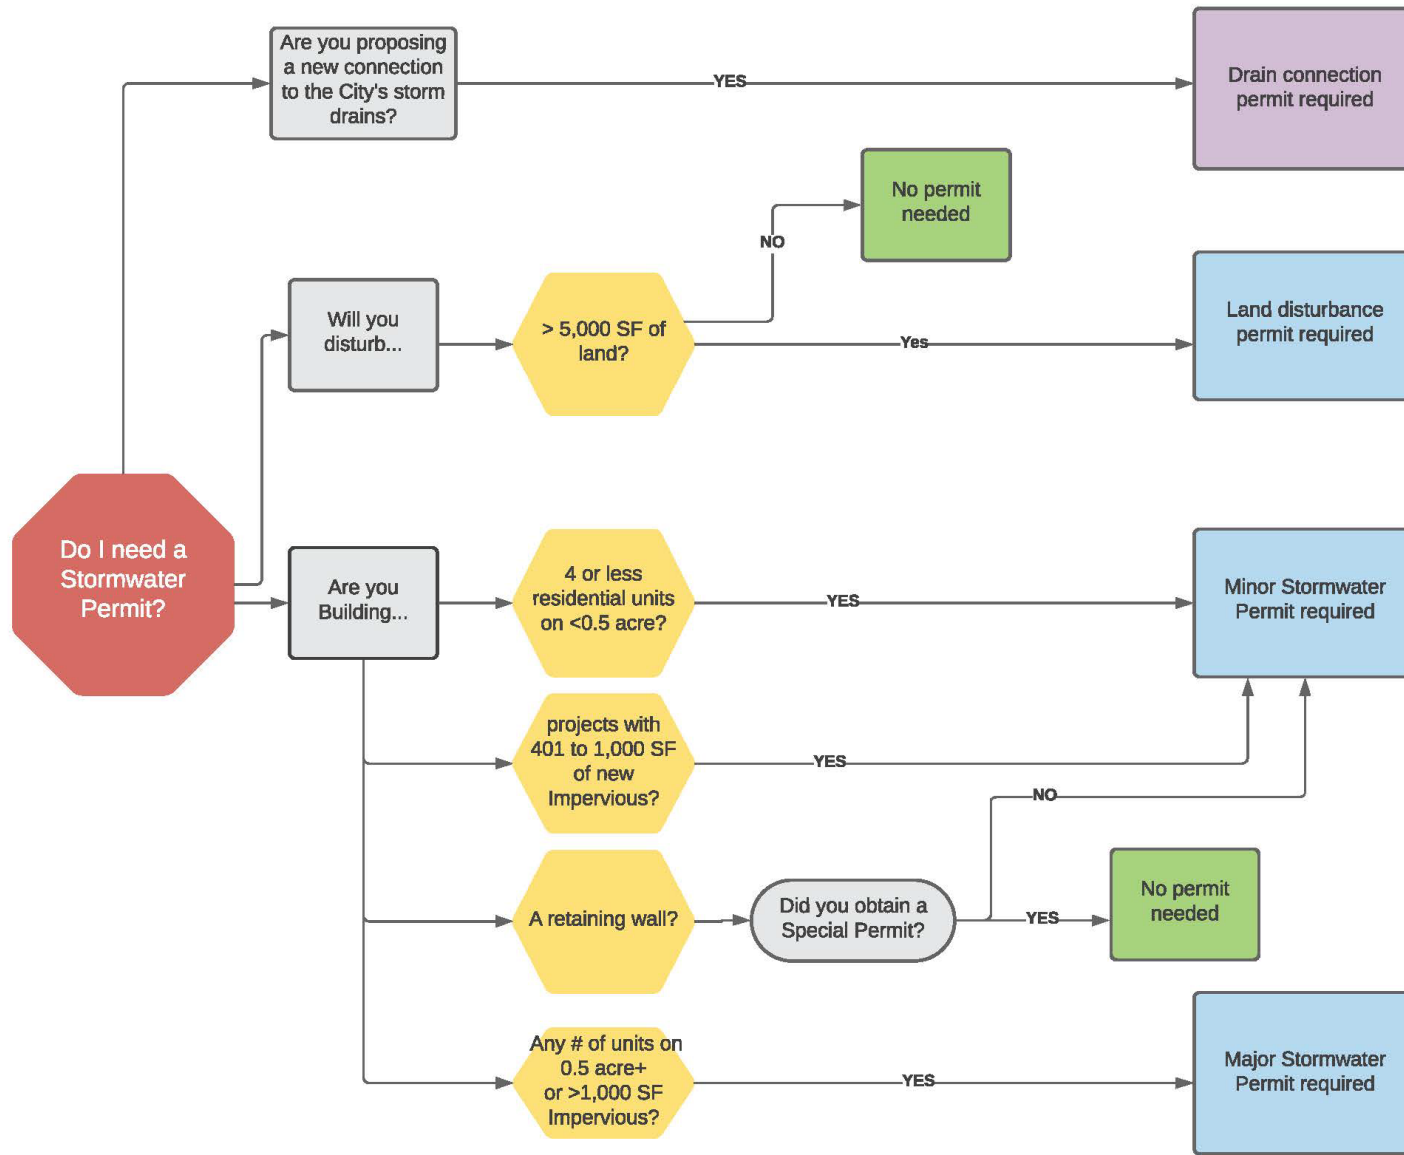 Are you proposing
a new connection
to the City's storm
drains?
YES
Drain connection
permit required
No permit
needed
NO
Will you
disturb...
> 5,000 SF of
land?
Yes
Land disturbance
permit required
Do I need a
Stormwater
Permit?
Are you
Building...
4 or less
residential units
on <0.5 acre?
YES
Minor Stormwater
Permit required
projects with
401 to 1,000 SF
of new
Impervious?
YES
NO
A retaining wall?
Did you obtain a
Special Permit?
YES
No permit
needed
Any # of units on
0.5 acre+
or >1,000 SF
Impervious?
YES
Major Stormwater
Permit required